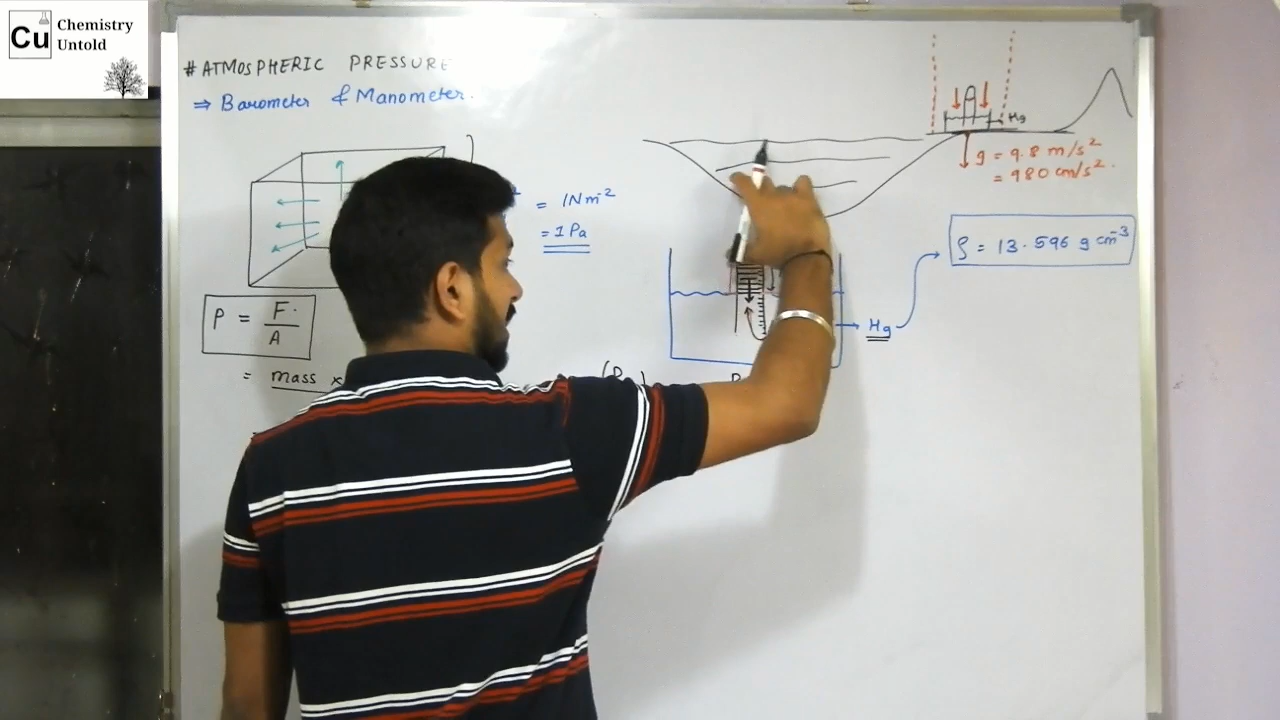 Cu Chemistry
Untold
#ATMOSPHERIC PRESSURE
⇒ Barometer & Manometer.
= 1Nm⁻²
= 1 Pa
P = F / A
= mass ×
Hg
g = 9.8 m/s²
= 980 cm/s².
ρ = 13.596 g cm⁻³
Hg